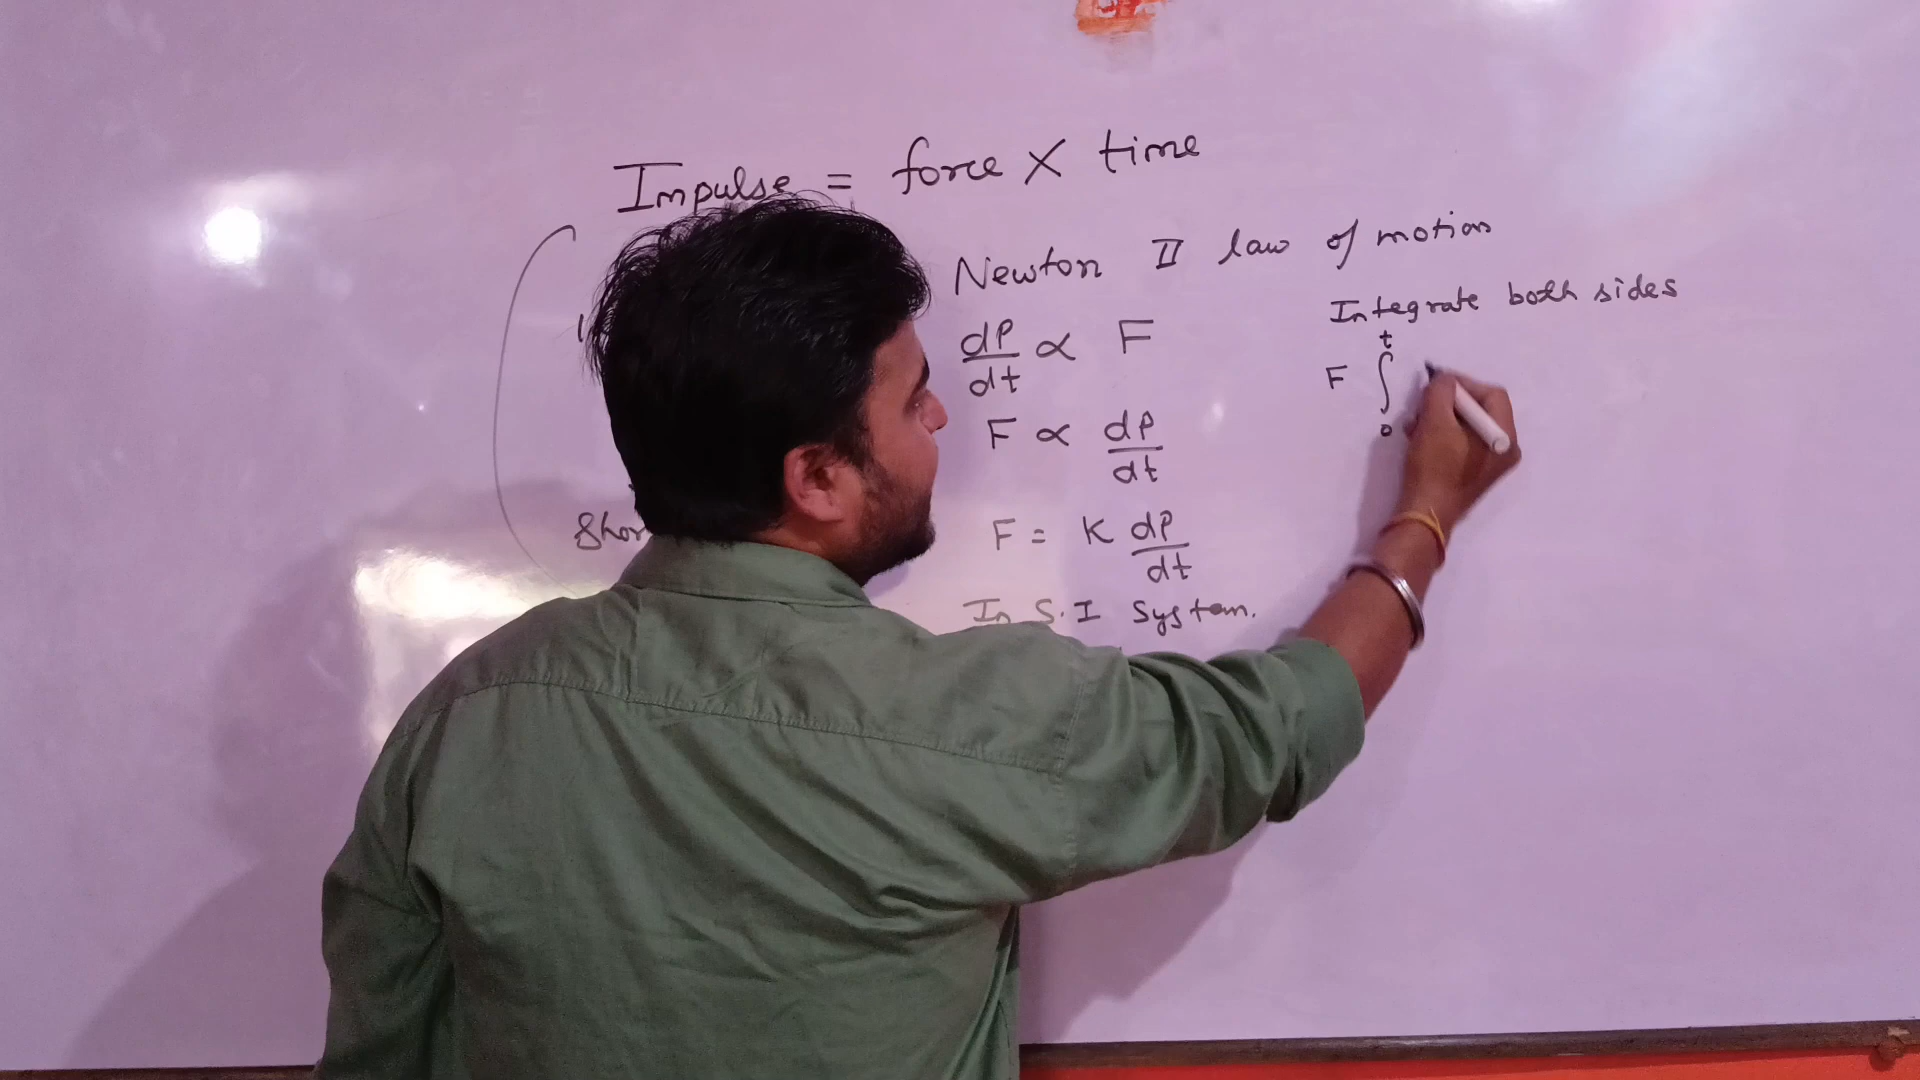 Impulse = force X time
Newton II law of motion
dP/dt ∝ F
F ∝ dP/dt
F = K dP/dt
In S.I System.
Integrate both sides
F ∫ t 0